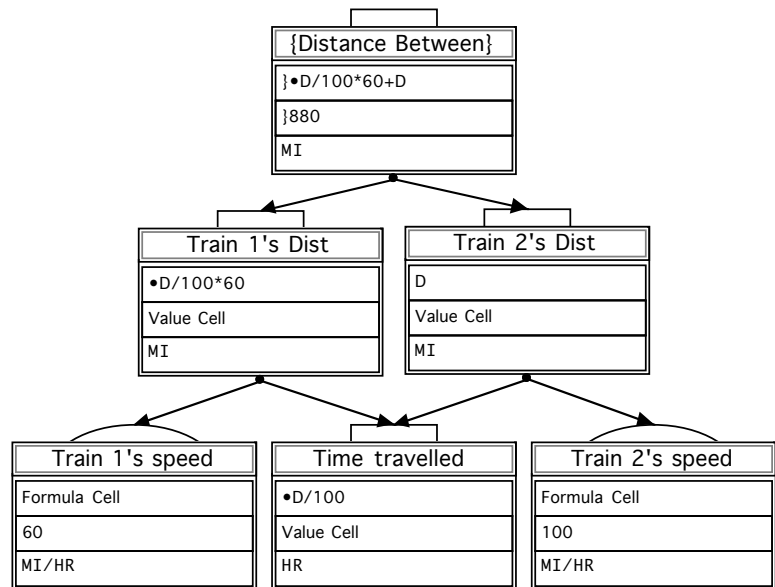 {Distance Between}
}•D/100*60+D
}880
MI
Train 1's Dist
•D/100*60
Value Cell
MI
Train 2's Dist
D
Value Cell
MI
Train 1's speed
Formula Cell
60
MI/HR
Time travelled
•D/100
Value Cell
HR
Train 2's speed
Formula Cell
100
MI/HR